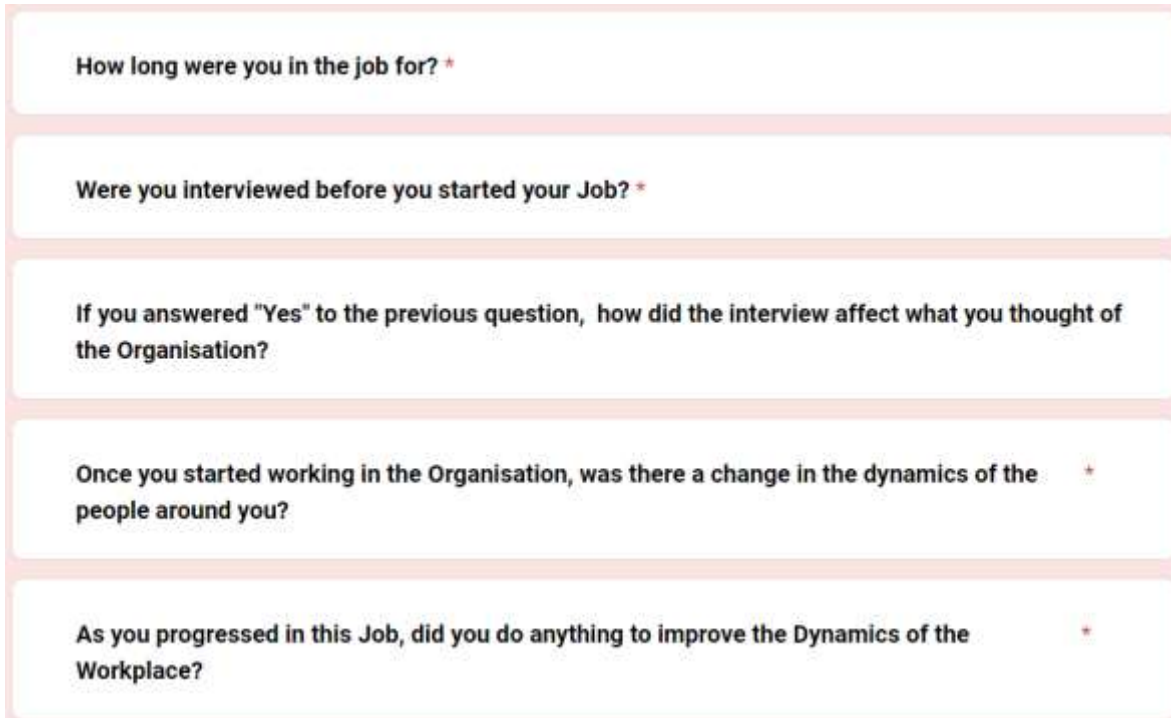 How long were you in the job for? *
Were you interviewed before you started your Job? *
If you answered "Yes" to the previous question,  how did the interview affect what you thought of
the Organisation?
Once you started working in the Organisation, was there a change in the dynamics of the *
people around you?
As you progressed in this Job, did you do anything to improve the Dynamics of the *
Workplace?